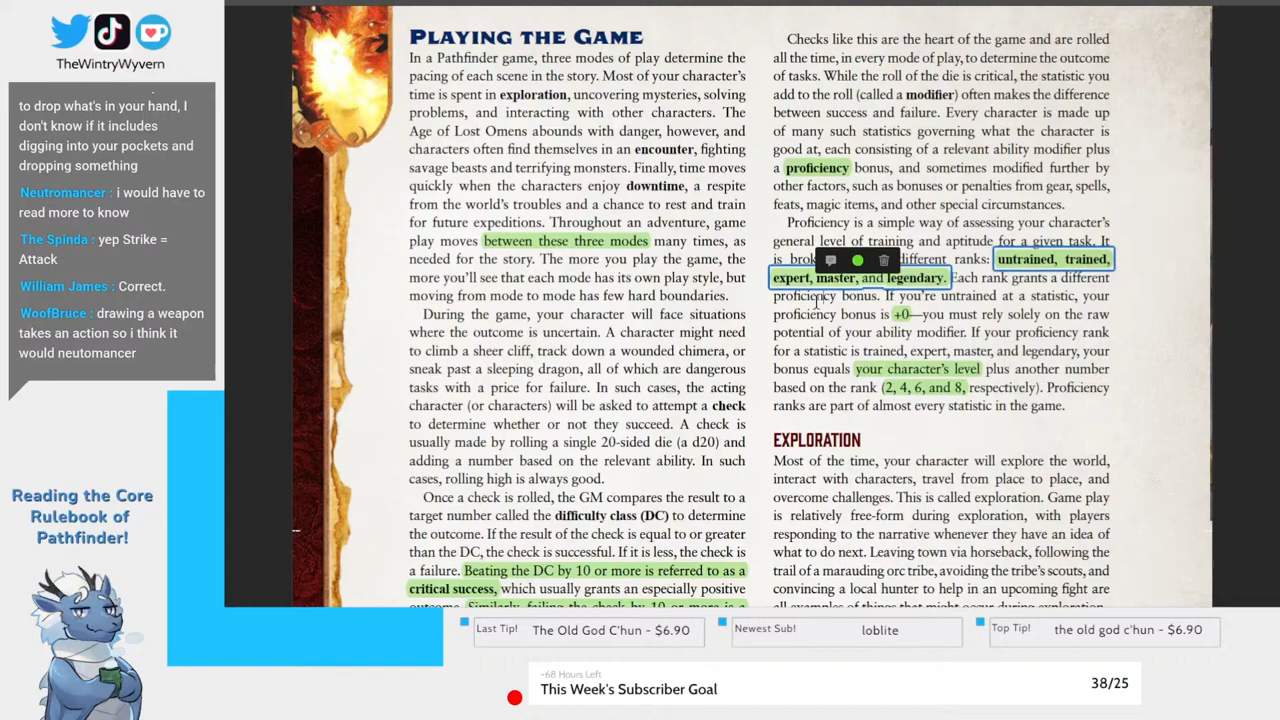 TheWintryWyvern
to drop what's in your hand, I
don't know if it includes
digging into your pockets and
dropping something
Neutromancer : i would have to
read more to know
The Spinda : yep Strike =
Attack
William James : Correct.
WoofBruce : drawing a weapon
takes an action so i think it
would neutomancer
Reading the Core
Rulebook of
Pathfinder!
PLAYING THE GAME
In a Pathfinder game, three modes of play determine the
pacing of each scene in the story. Most of your character's
time is spent in exploration, uncovering mysteries, solving
problems, and interacting with other characters. The
Age of Lost Omens abounds with danger, however, and
characters often find themselves in an encounter, fighting
savage beasts and terrifying monsters. Finally, time moves
quickly when the characters enjoy downtime, a respite
from the world's troubles and a chance to rest and train
for future expeditions. Throughout an adventure, game
play moves between these three modes many times, as
needed for the story. The more you play the game, the
more you'll see that each mode has its own play style, but
moving from mode to mode has few hard boundaries.
During the game, your character will face situations
where the outcome is uncertain. A character might need
to climb a sheer cliff, track down a wounded chimera, or
sneak past a sleeping dragon, all of which are dangerous
tasks with a price for failure. In such cases, the acting
character (or characters) will be asked to attempt a check
to determine whether or not they succeed. A check is
usually made by rolling a single 20-sided die (a d20) and
adding a number based on the relevant ability. In such
cases, rolling high is always good.
Once a check is rolled, the GM compares the result to a
target number called the difficulty class (DC) to determine
the outcome. If the result of the check is equal to or greater
than the DC, the check is successful. If it is less, the check is
a failure. Beating the DC by 10 or more is referred to as a
critical success, which usually grants an especially positive
outcome. Similarly, failing the check by 10 or more is a
Checks like this are the heart of the game and are rolled
all the time, in every mode of play, to determine the outcome
of tasks. While the roll of the die is critical, the statistic you
add to the roll (called a modifier) often makes the difference
between success and failure. Every character is made up
of many such statistics governing what the character is
good at, each consisting of a relevant ability modifier plus
a proficiency bonus, and sometimes modified further by
other factors, such as bonuses or penalties from gear, spells,
feats, magic items, and other special circumstances.
Proficiency is a simple way of assessing your character's
general level of training and aptitude for a given task. It
is different ranks: untrained, trained,
expert, master, and legendary. Each rank grants a different
proficiency bonus. If you're untrained at a statistic, your
proficiency bonus is +0—you must rely solely on the raw
potential of your ability modifier. If your proficiency rank
for a statistic is trained, expert, master, and legendary, your
bonus equals your character's level plus another number
based on the rank (2, 4, 6, and 8, respectively). Proficiency
ranks are part of almost every statistic in the game.
EXPLORATION
Most of the time, your character will explore the world,
interact with characters, travel from place to place, and
overcome challenges. This is called exploration. Game play
is relatively free-form during exploration, with players
responding to the narrative whenever they have an idea of
what to do next. Leaving town via horseback, following the
trail of a marauding orc tribe, avoiding the tribe's scouts, and
convincing a local hunter to help in an upcoming fight are
all examples of things that might occur during exploration.
Last Tip! The Old God C'hun - $6.90
Newest Sub! loblite
Top Tip! the old god c'hun - $6.90
-68 Hours Left
This Week's Subscriber Goal 38/25